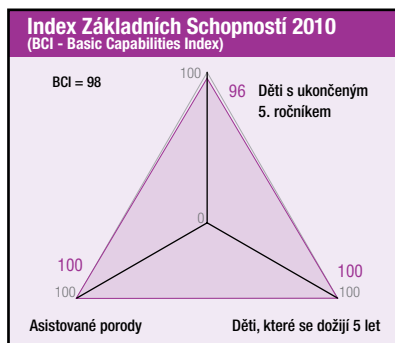 Index Základních Schopností 2010
(BCI - Basic Capabilities Index)
BCI = 98
100
96
Děti s ukončeným
5. ročníkem
0
100
100
100
100
Asistované porody
Děti, které se dožijí 5 let